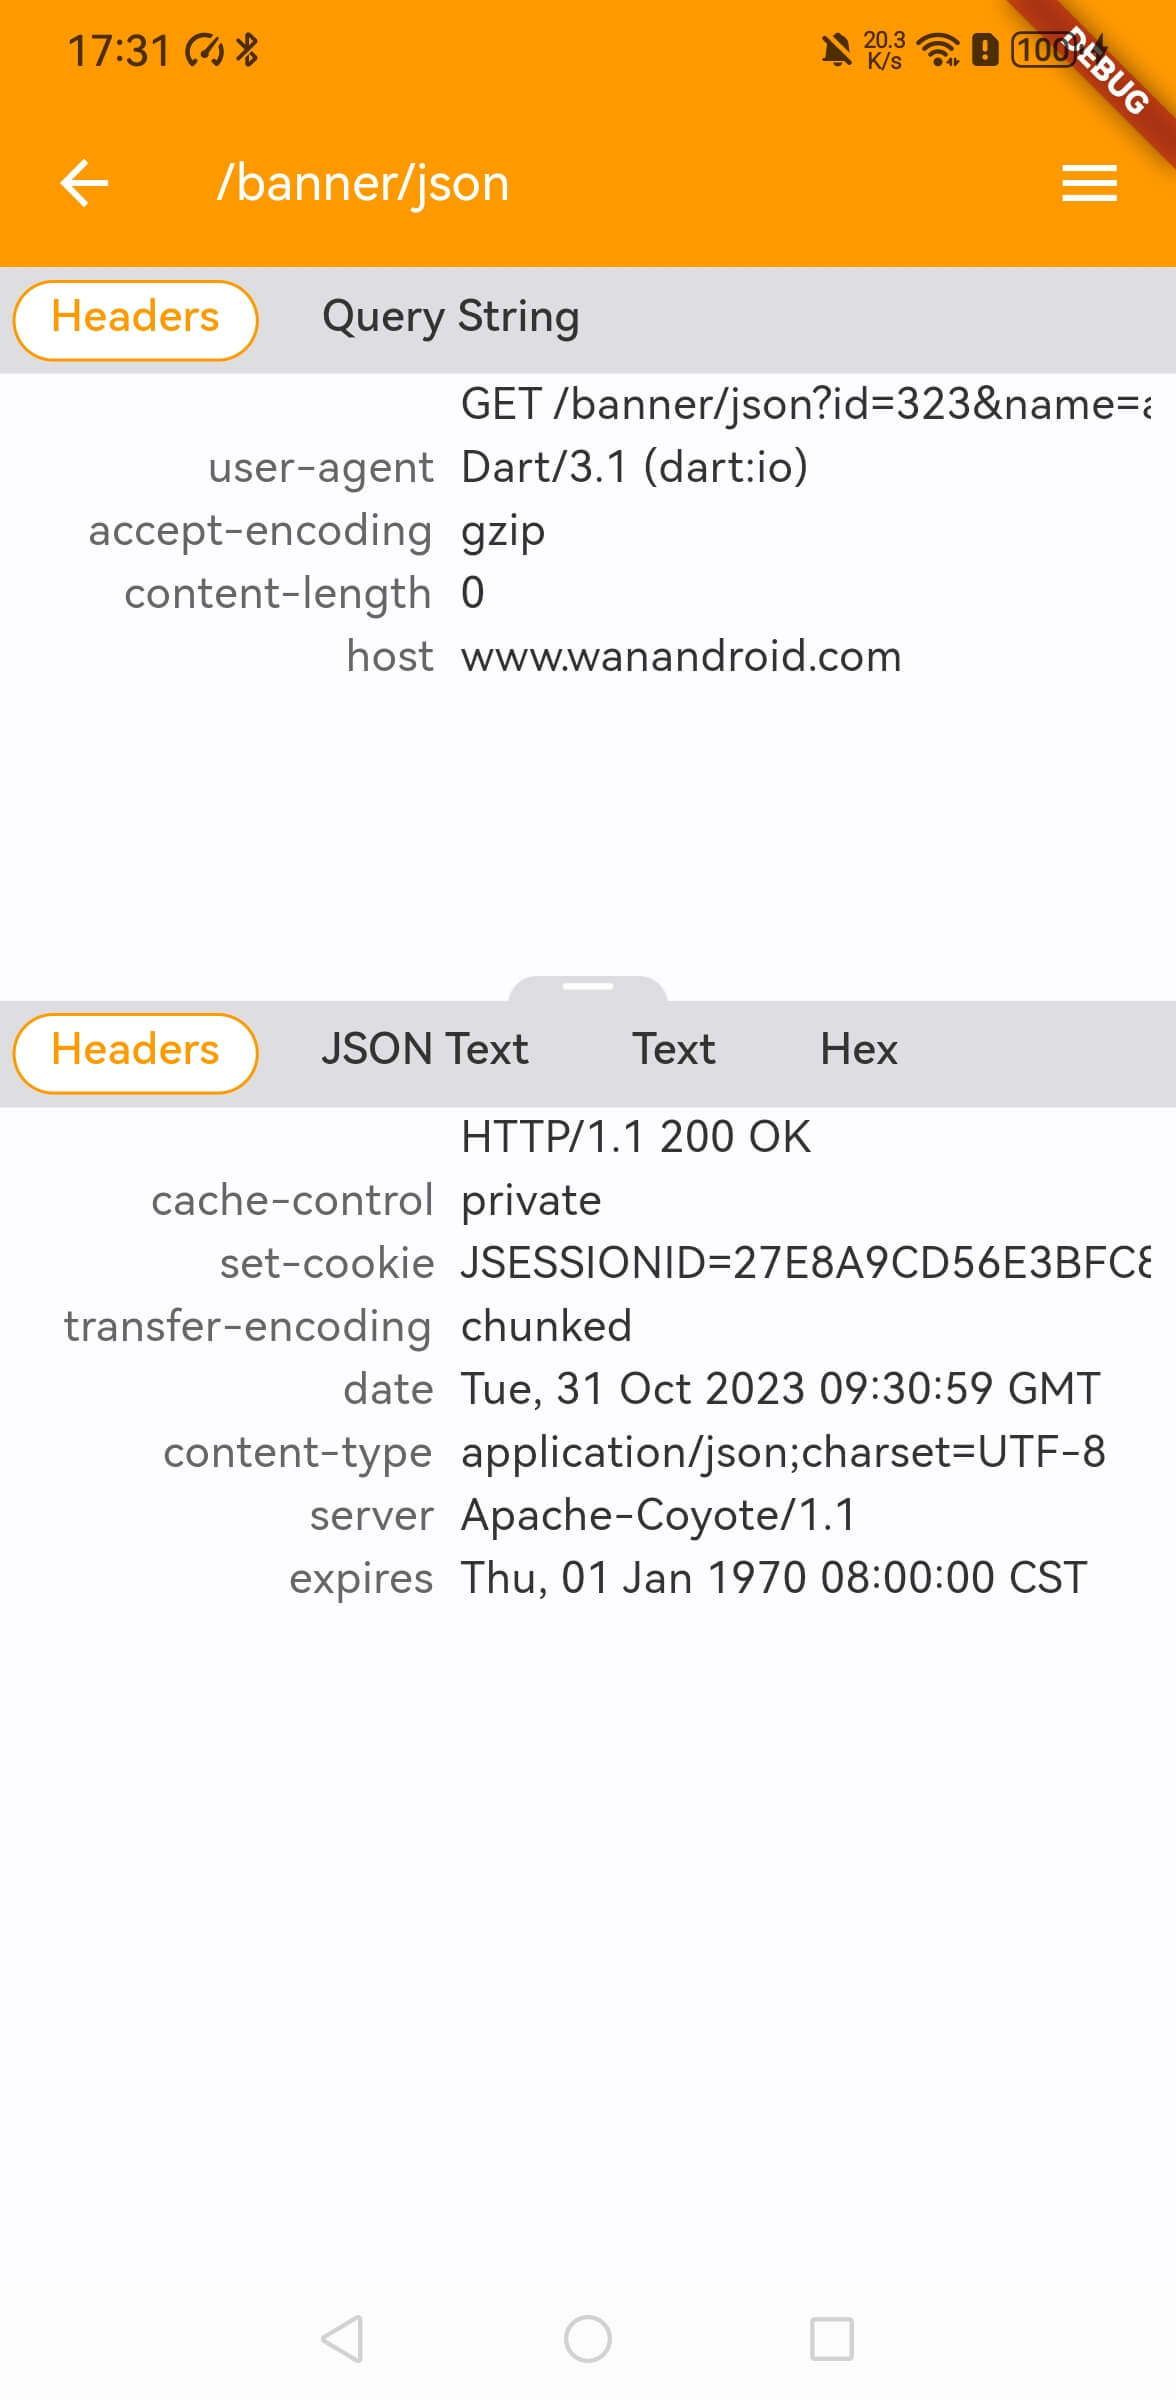 17:31 20.3 K/s 100
DEBUG
/banner/json
Headers Query String
GET /banner/json?id=323&name=
user-agent Dart/3.1 (dart:io)
accept-encoding gzip
content-length 0
host www.wanandroid.com
Headers JSON Text Text Hex
HTTP/1.1 200 OK
cache-control private
set-cookie JSESSIONID=27E8A9CD56E3BFC
transfer-encoding chunked
date Tue, 31 Oct 2023 09:30:59 GMT
content-type application/json;charset=UTF-8
server Apache-Coyote/1.1
expires Thu, 01 Jan 1970 08:00:00 CST